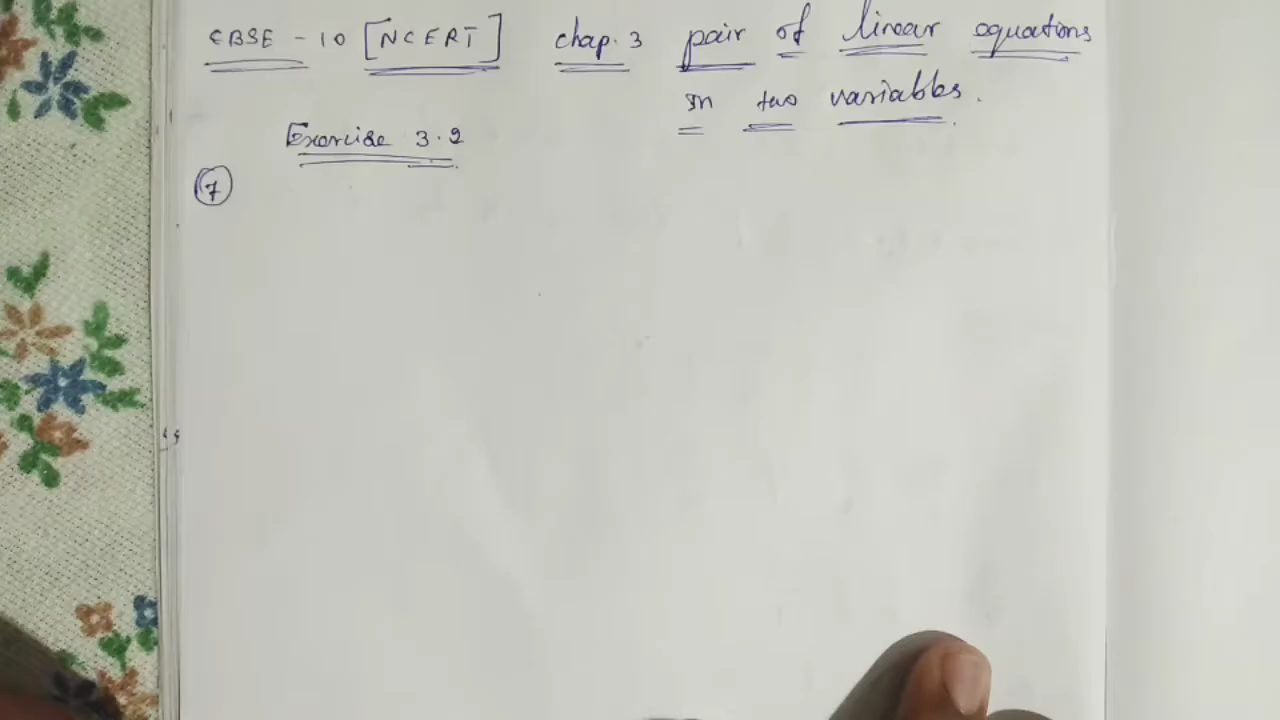 CBSE - 10 [NCERT] chap. 3 pair of linear equations
in two variables.
Exercise 3.2
7